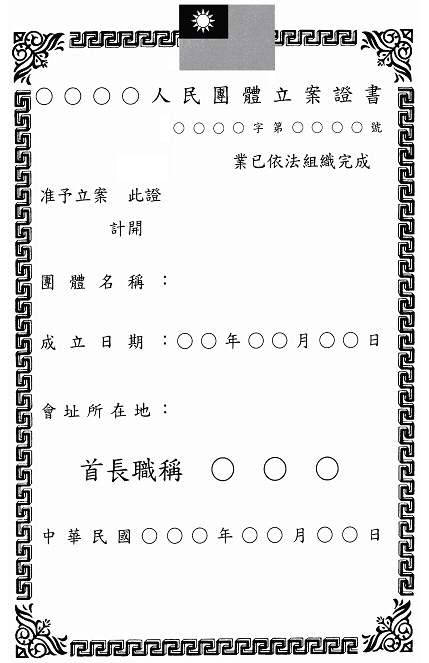 ○○○○人民團體立案證書
○○○○字第○○○○號
業已依法組織完成
准予立案　此證
計開
團體名稱：
成立日期：○○年○○月○○日
會址所在地：
首長職稱　○　○　○
中華民國○○○年○○月○○日